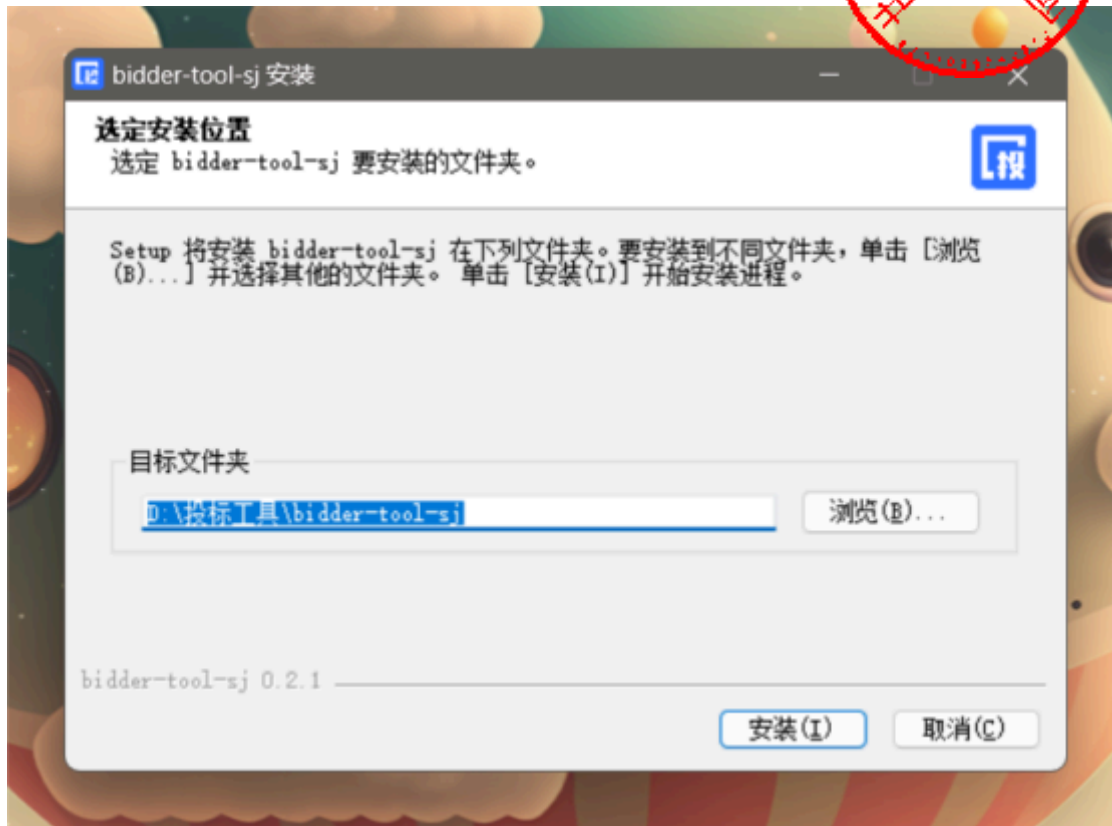 bidder-tool-sj 安装
选定安装位置
选定 bidder-tool-sj 要安装的文件夹。
投
Setup 将安装 bidder-tool-sj 在下列文件夹。要安装到不同文件夹，单击 [浏览
(B)...] 并选择其他的文件夹。 单击 [安装(I)] 开始安装进程。
目标文件夹
D:\投标工具\bidder-tool-sj
浏览(B)...
bidder-tool-sj 0.2.1
安装(I)
取消(C)